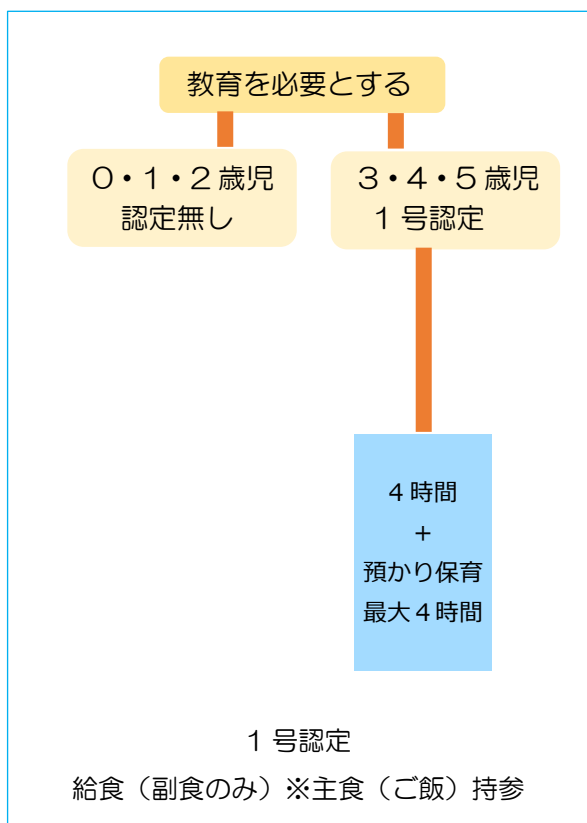 教育を必要とする
０・１・２歳児
認定無し
３・４・５歳児
１号認定
４時間
+
預かり保育
最大４時間
１号認定
給食（副食のみ）※主食（ご飯）持参